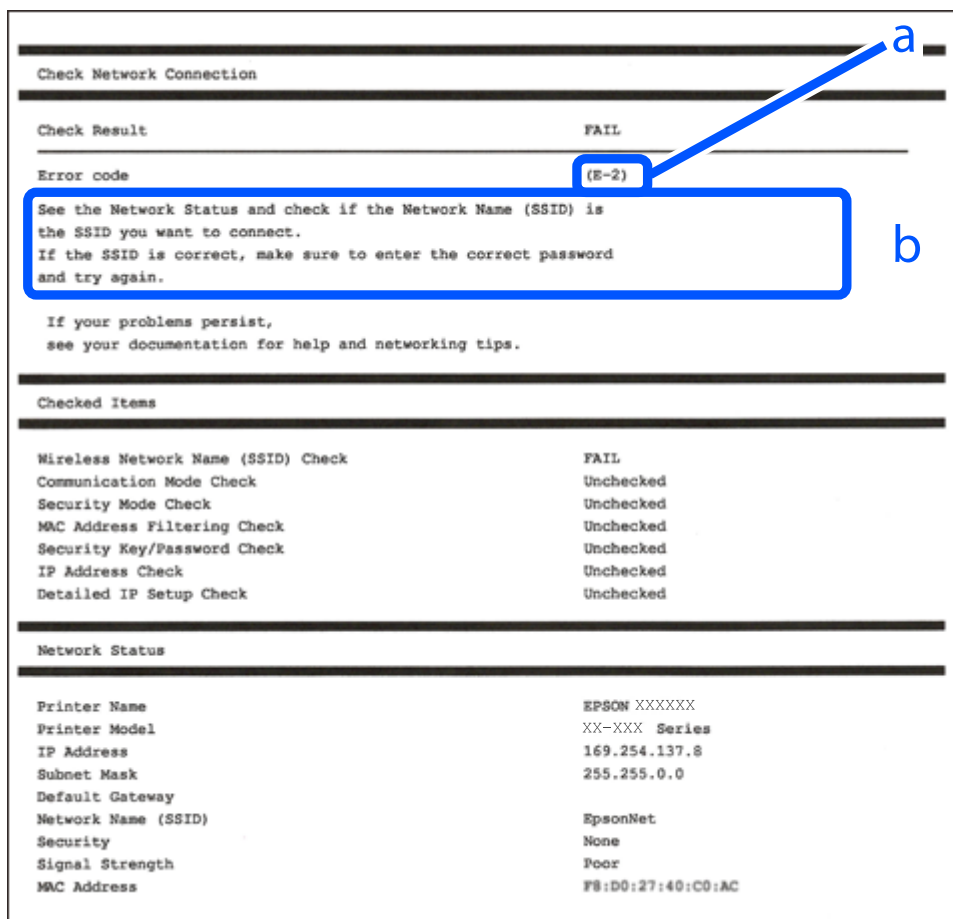 a
Check Network Connection
Check Result FAIL
Error code (E-2)
See the Network Status and check if the Network Name (SSID) is
the SSID you want to connect.
If the SSID is correct, make sure to enter the correct password
and try again.
b
If your problems persist,
see your documentation for help and networking tips.
Checked Items
Wireless Network Name (SSID) Check FAIL
Communication Mode Check Unchecked
Security Mode Check Unchecked
MAC Address Filtering Check Unchecked
Security Key/Password Check Unchecked
IP Address Check Unchecked
Detailed IP Setup Check Unchecked
Network Status
Printer Name EPSON XXXXXX
Printer Model XX-XXX Series
IP Address 169.254.137.8
Subnet Mask 255.255.0.0
Default Gateway
Network Name (SSID) EpsonNet
Security None
Signal Strength Poor
MAC Address F8:D0:27:40:C0:AC